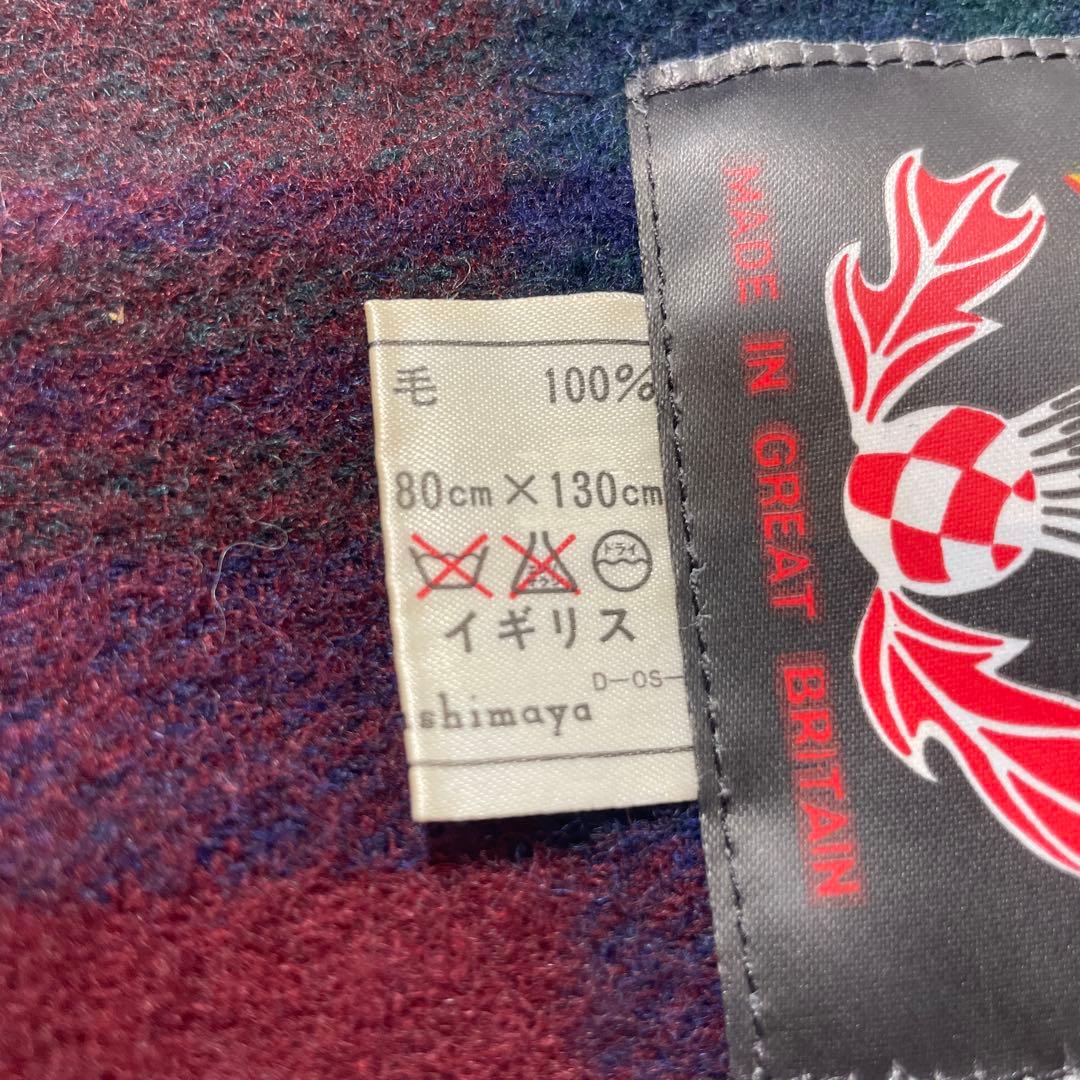 毛 100%
80cm×130cm
ドライ
イギリス
D-OS-
shimaya
MADE IN GREAT BRITAIN